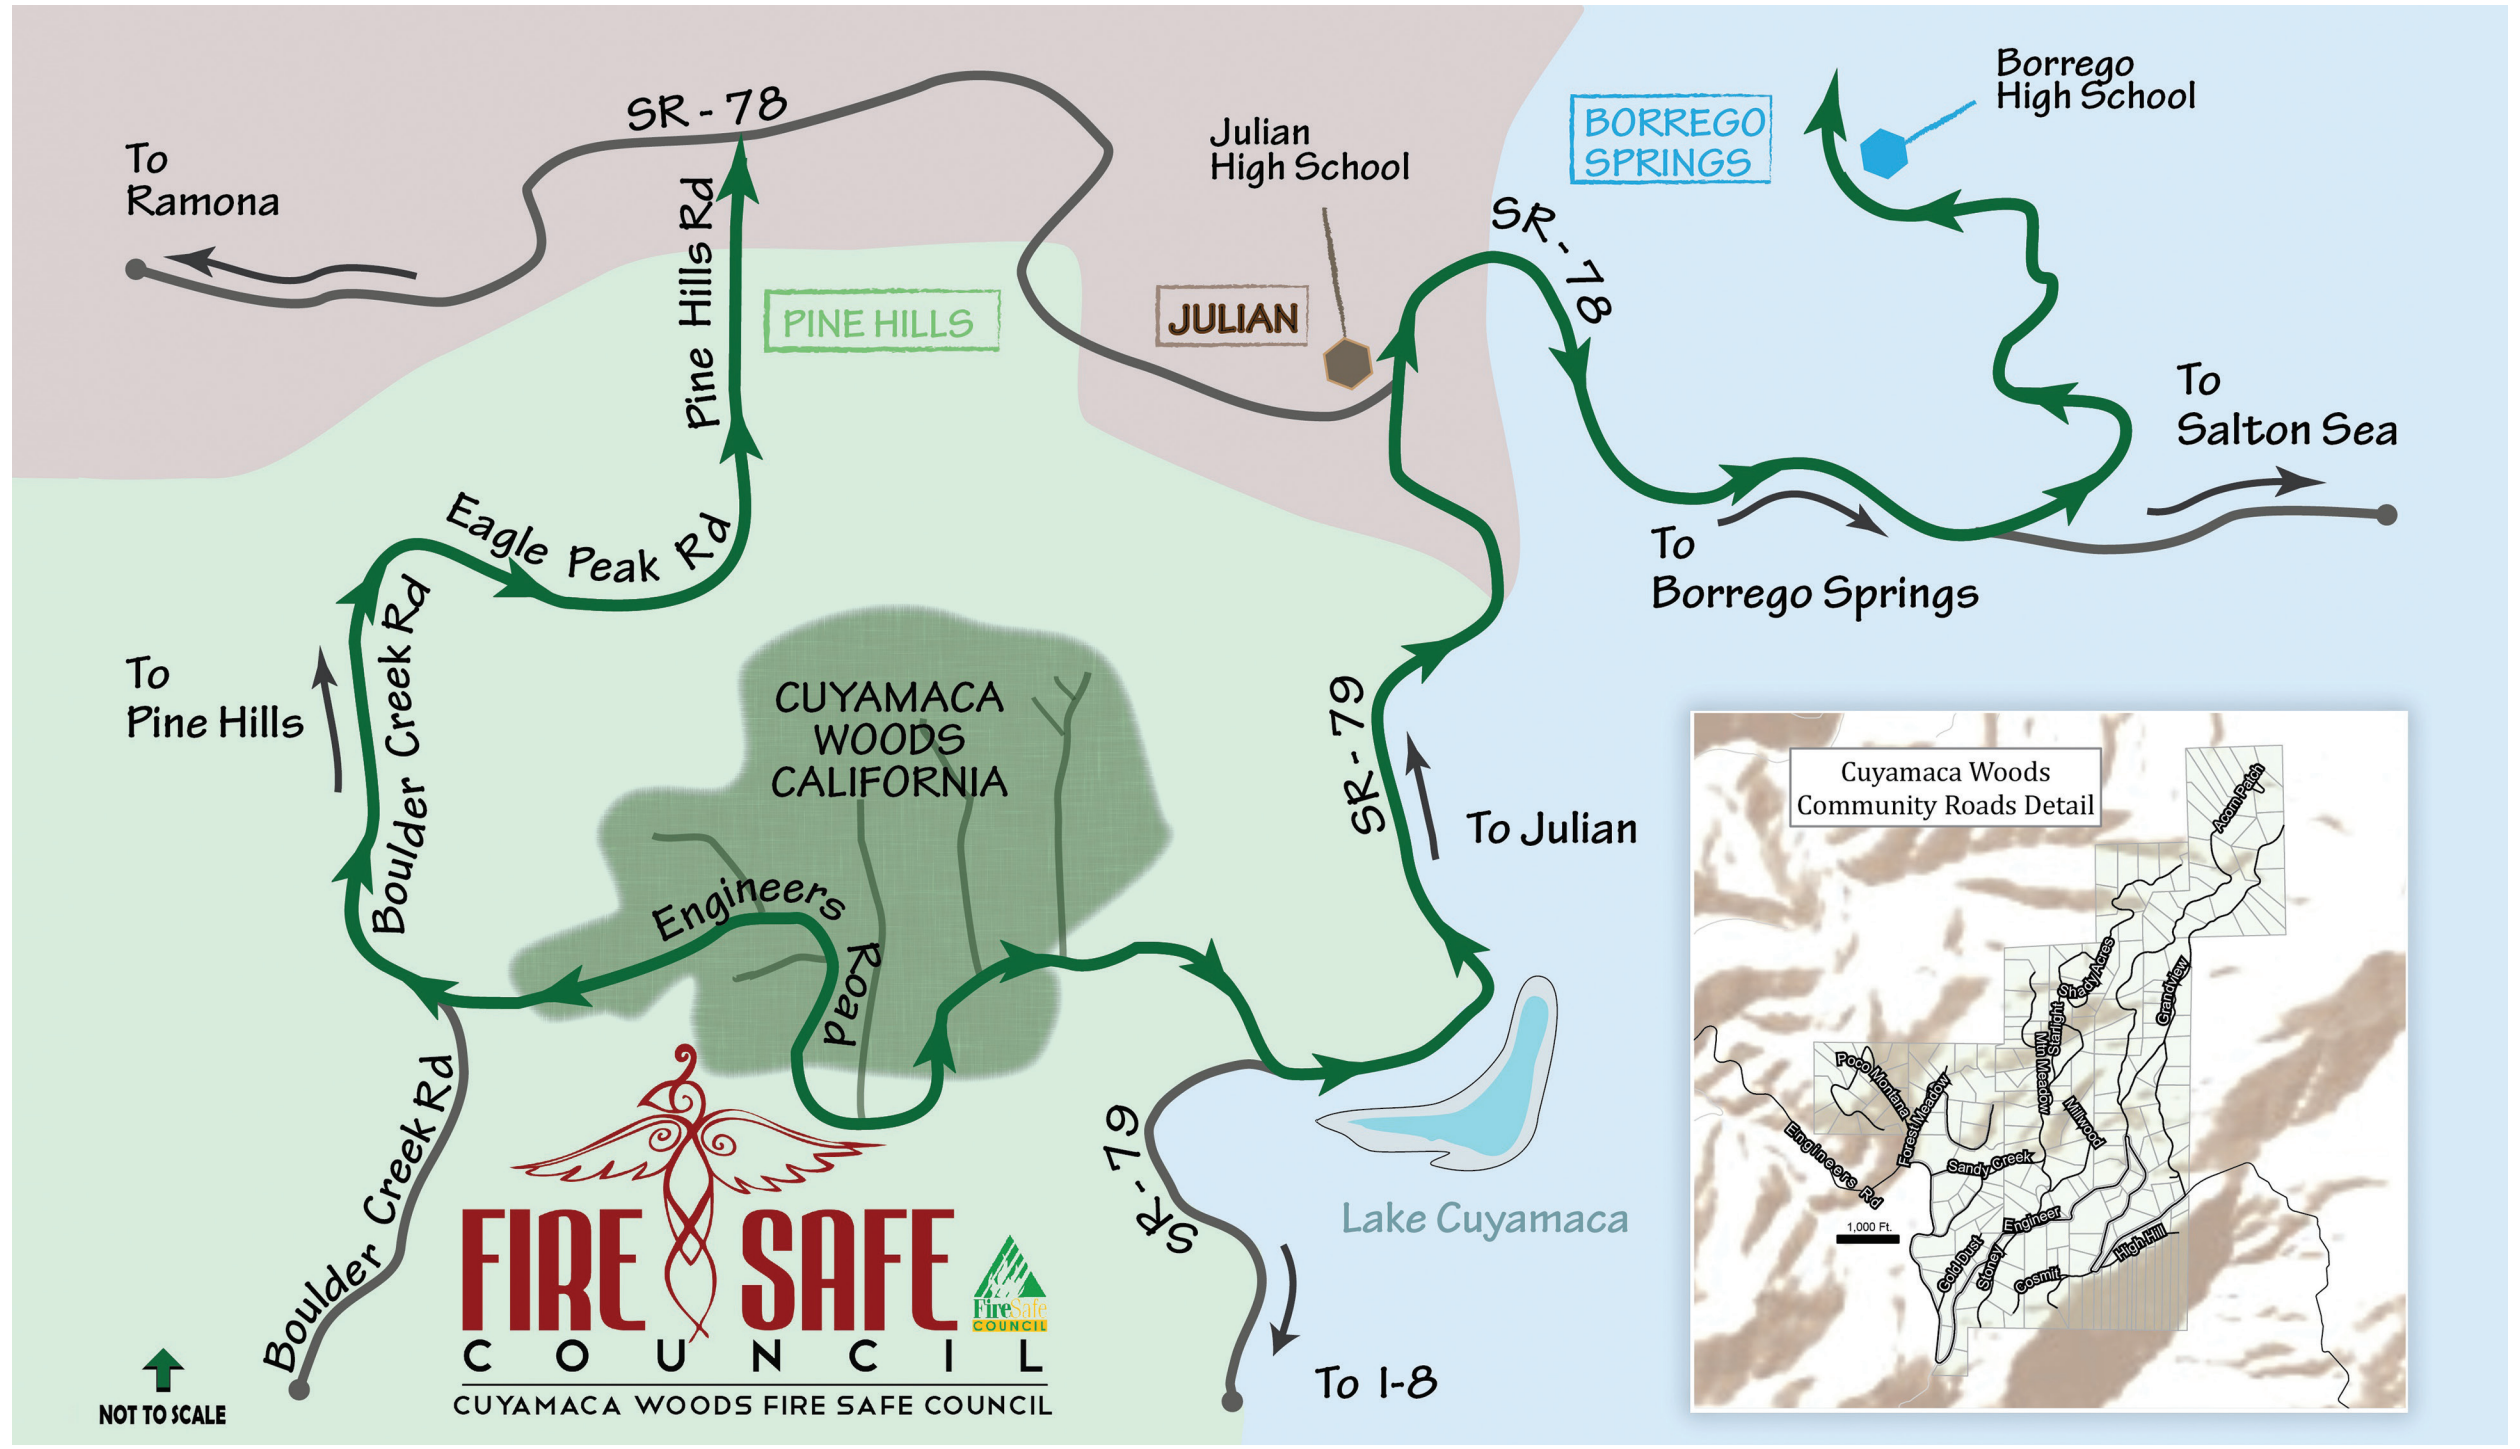 SR - 78
To
Ramona
Pine Hills Rd
PINE HILLS
Julian
High School
JULIAN
BORREGO
SPRINGS
Borrego
High School
SR - 78
To
Salton Sea
To
Borrego Springs
Eagle Peak Rd
Boulder Creek Rd
To
Pine Hills
CUYAMACA
WOODS
CALIFORNIA
Engineers
Road
SR - 79
To Julian
Boulder Creek Rd
SR - 79
Lake Cuyamaca
To I-8
NOT TO SCALE
FIRE SAFE
COUNCIL
FireSafe
COUNCIL
CUYAMACA WOODS FIRE SAFE COUNCIL
Cuyamaca Woods
Community Roads Detail
Acorn Patch
Shady Acres
Grandview
Starlight
Mtn Meadow
Poco Montana
Forest Meadow
Millwood
Engineers Rd
Sandy Creek
1,000 Ft.
Engineer
Gold Dust
Stoney
High Hill
Cosmit